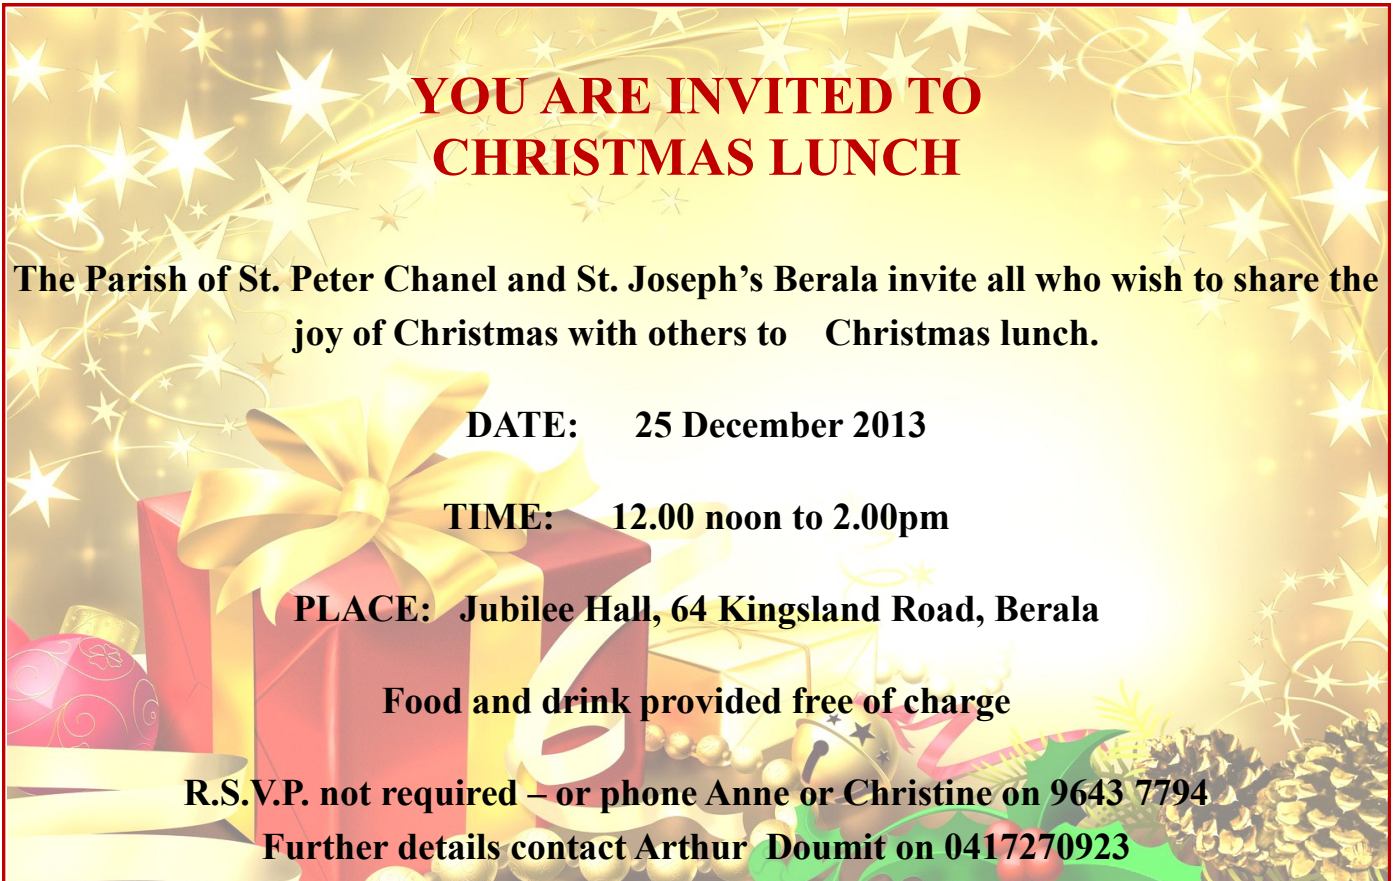 YOU ARE INVITED TO
CHRISTMAS LUNCH
The Parish of St. Peter Chanel and St. Joseph’s Berala invite all who wish to share the
joy of Christmas with others to    Christmas lunch.
DATE:      25 December 2013
TIME:      12.00 noon to 2.00pm
PLACE:   Jubilee Hall, 64 Kingsland Road, Berala
Food and drink provided free of charge
R.S.V.P. not required – or phone Anne or Christine on 9643 7794
Further details contact Arthur  Doumit on 0417270923